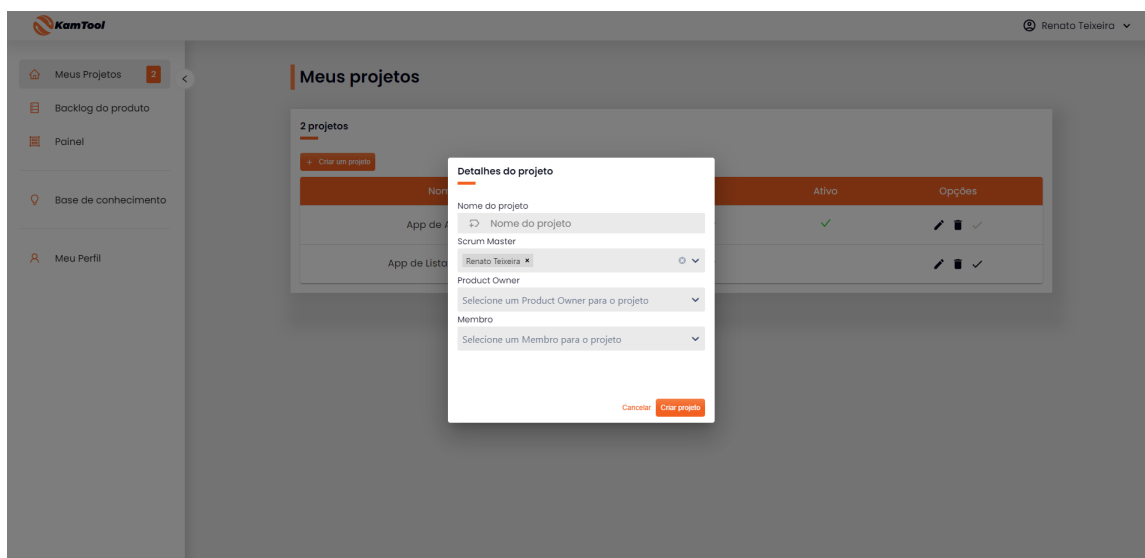 KamTool
Renato Teixeira
Meus Projetos 2
Backlog do produto
Painel
Base de conhecimento
Meu Perfil
Meus projetos
2 projetos
+ Criar um projeto
Ativo Opções
App de
App de Lista
Detalhes do projeto
Nome do projeto
Nome do projeto
Scrum Master
Renato Teixeira ×
Product Owner
Selecione um Product Owner para o projeto
Membro
Selecione um Membro para o projeto
Cancelar Criar projeto